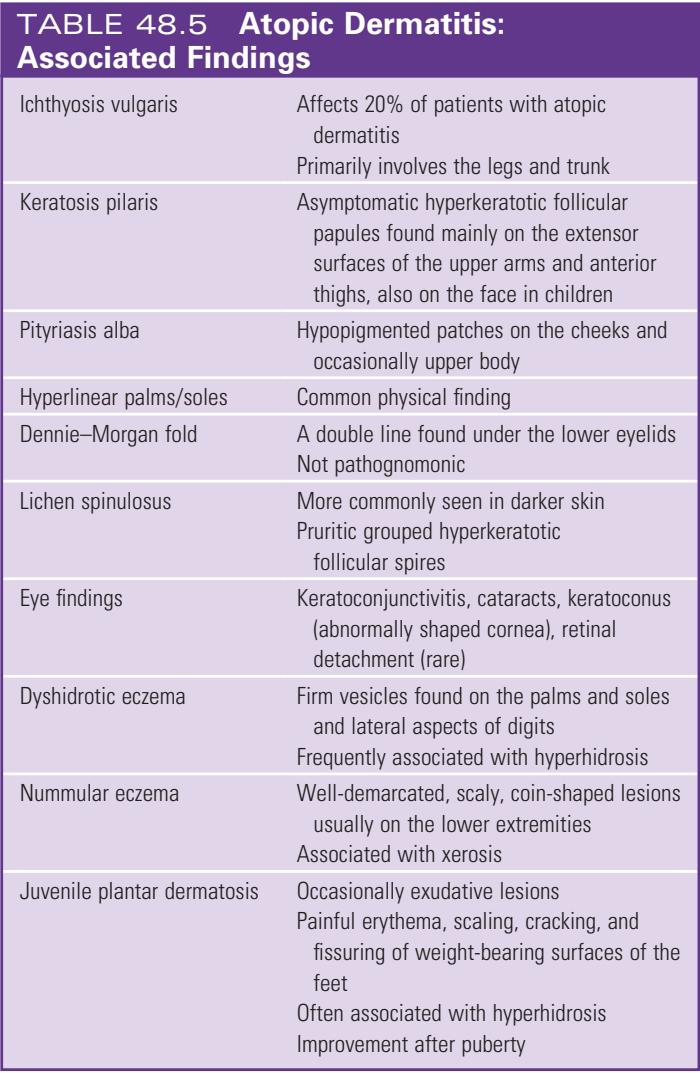 TABLE 48.5 Atopic Dermatitis:
Associated Findings
Ichthyosis vulgaris Affects 20% of patients with atopic
dermatitis
Primarily involves the legs and trunk
Keratosis pilaris Asymptomatic hyperkeratotic follicular
papules found mainly on the extensor
surfaces of the upper arms and anterior
thighs, also on the face in children
Pityriasis alba Hypopigmented patches on the cheeks and
occasionally upper body
Hyperlinear palms/soles Common physical finding
Dennie–Morgan fold A double line found under the lower eyelids
Not pathognomonic
Lichen spinulosus More commonly seen in darker skin
Pruritic grouped hyperkeratotic
follicular spires
Eye findings Keratoconjunctivitis, cataracts, keratoconus
(abnormally shaped cornea), retinal
detachment (rare)
Dyshidrotic eczema Firm vesicles found on the palms and soles
and lateral aspects of digits
Frequently associated with hyperhidrosis
Nummular eczema Well-demarcated, scaly, coin-shaped lesions
usually on the lower extremities
Associated with xerosis
Juvenile plantar dermatosis Occasionally exudative lesions
Painful erythema, scaling, cracking, and
fissuring of weight-bearing surfaces of the
feet
Often associated with hyperhidrosis
Improvement after puberty